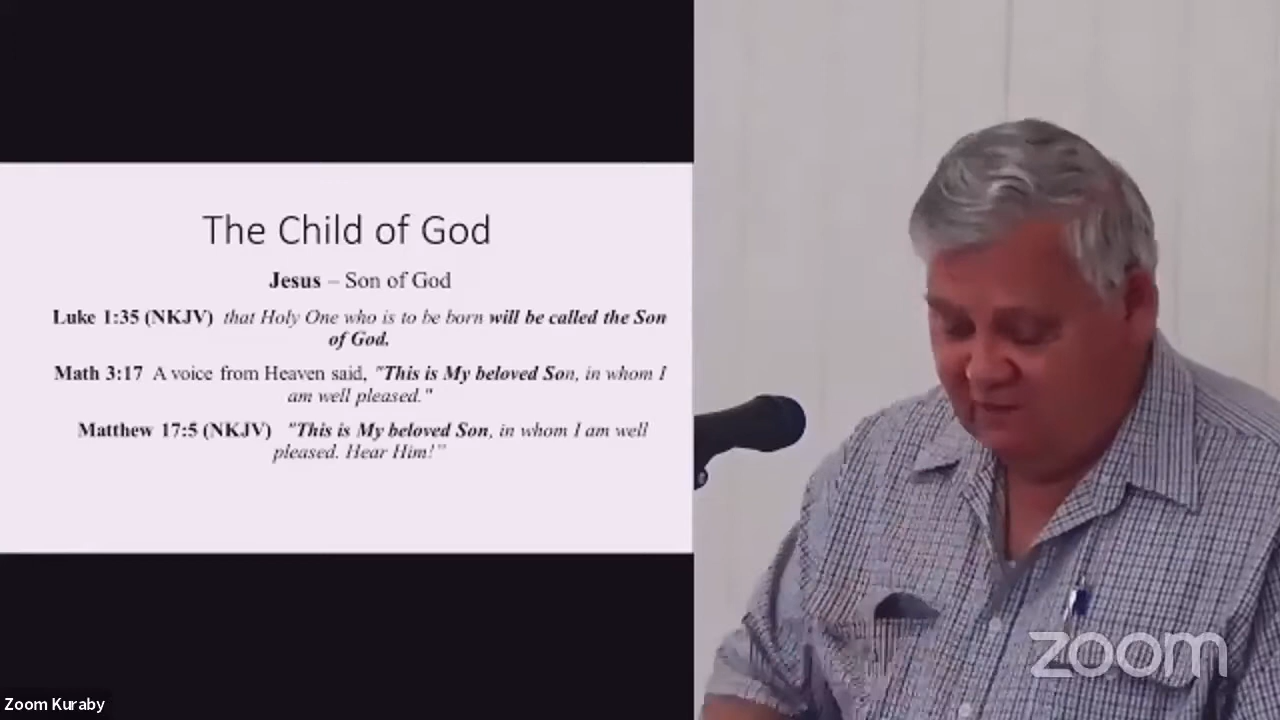 The Child of God
Jesus – Son of God
Luke 1:35 (NKJV) that Holy One who is to be born will be called the Son
of God.
Math 3:17 A voice from Heaven said, "This is My beloved Son, in whom I
am well pleased."
Matthew 17:5 (NKJV) "This is My beloved Son, in whom I am well
pleased. Hear Him!"
zoom
Zoom Kuraby